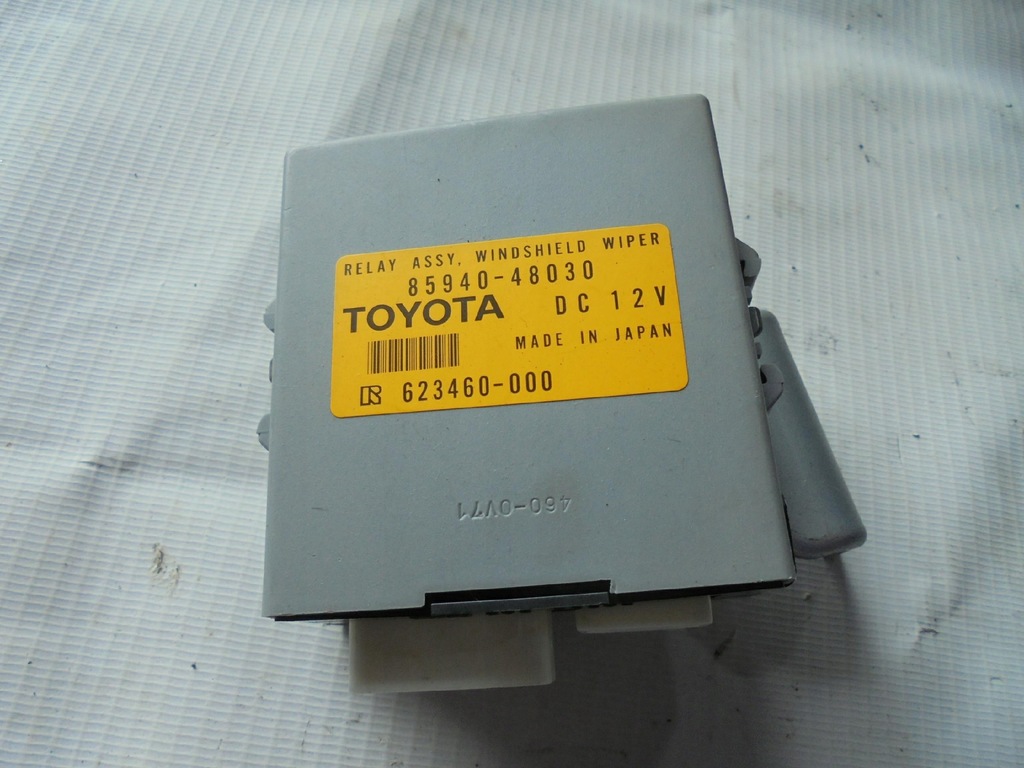 RELAY ASSY, WINDSHIELD WIPER
85940-48030
TOYOTA DC 12V
MADE IN JAPAN
R 623460-000
460-0V71